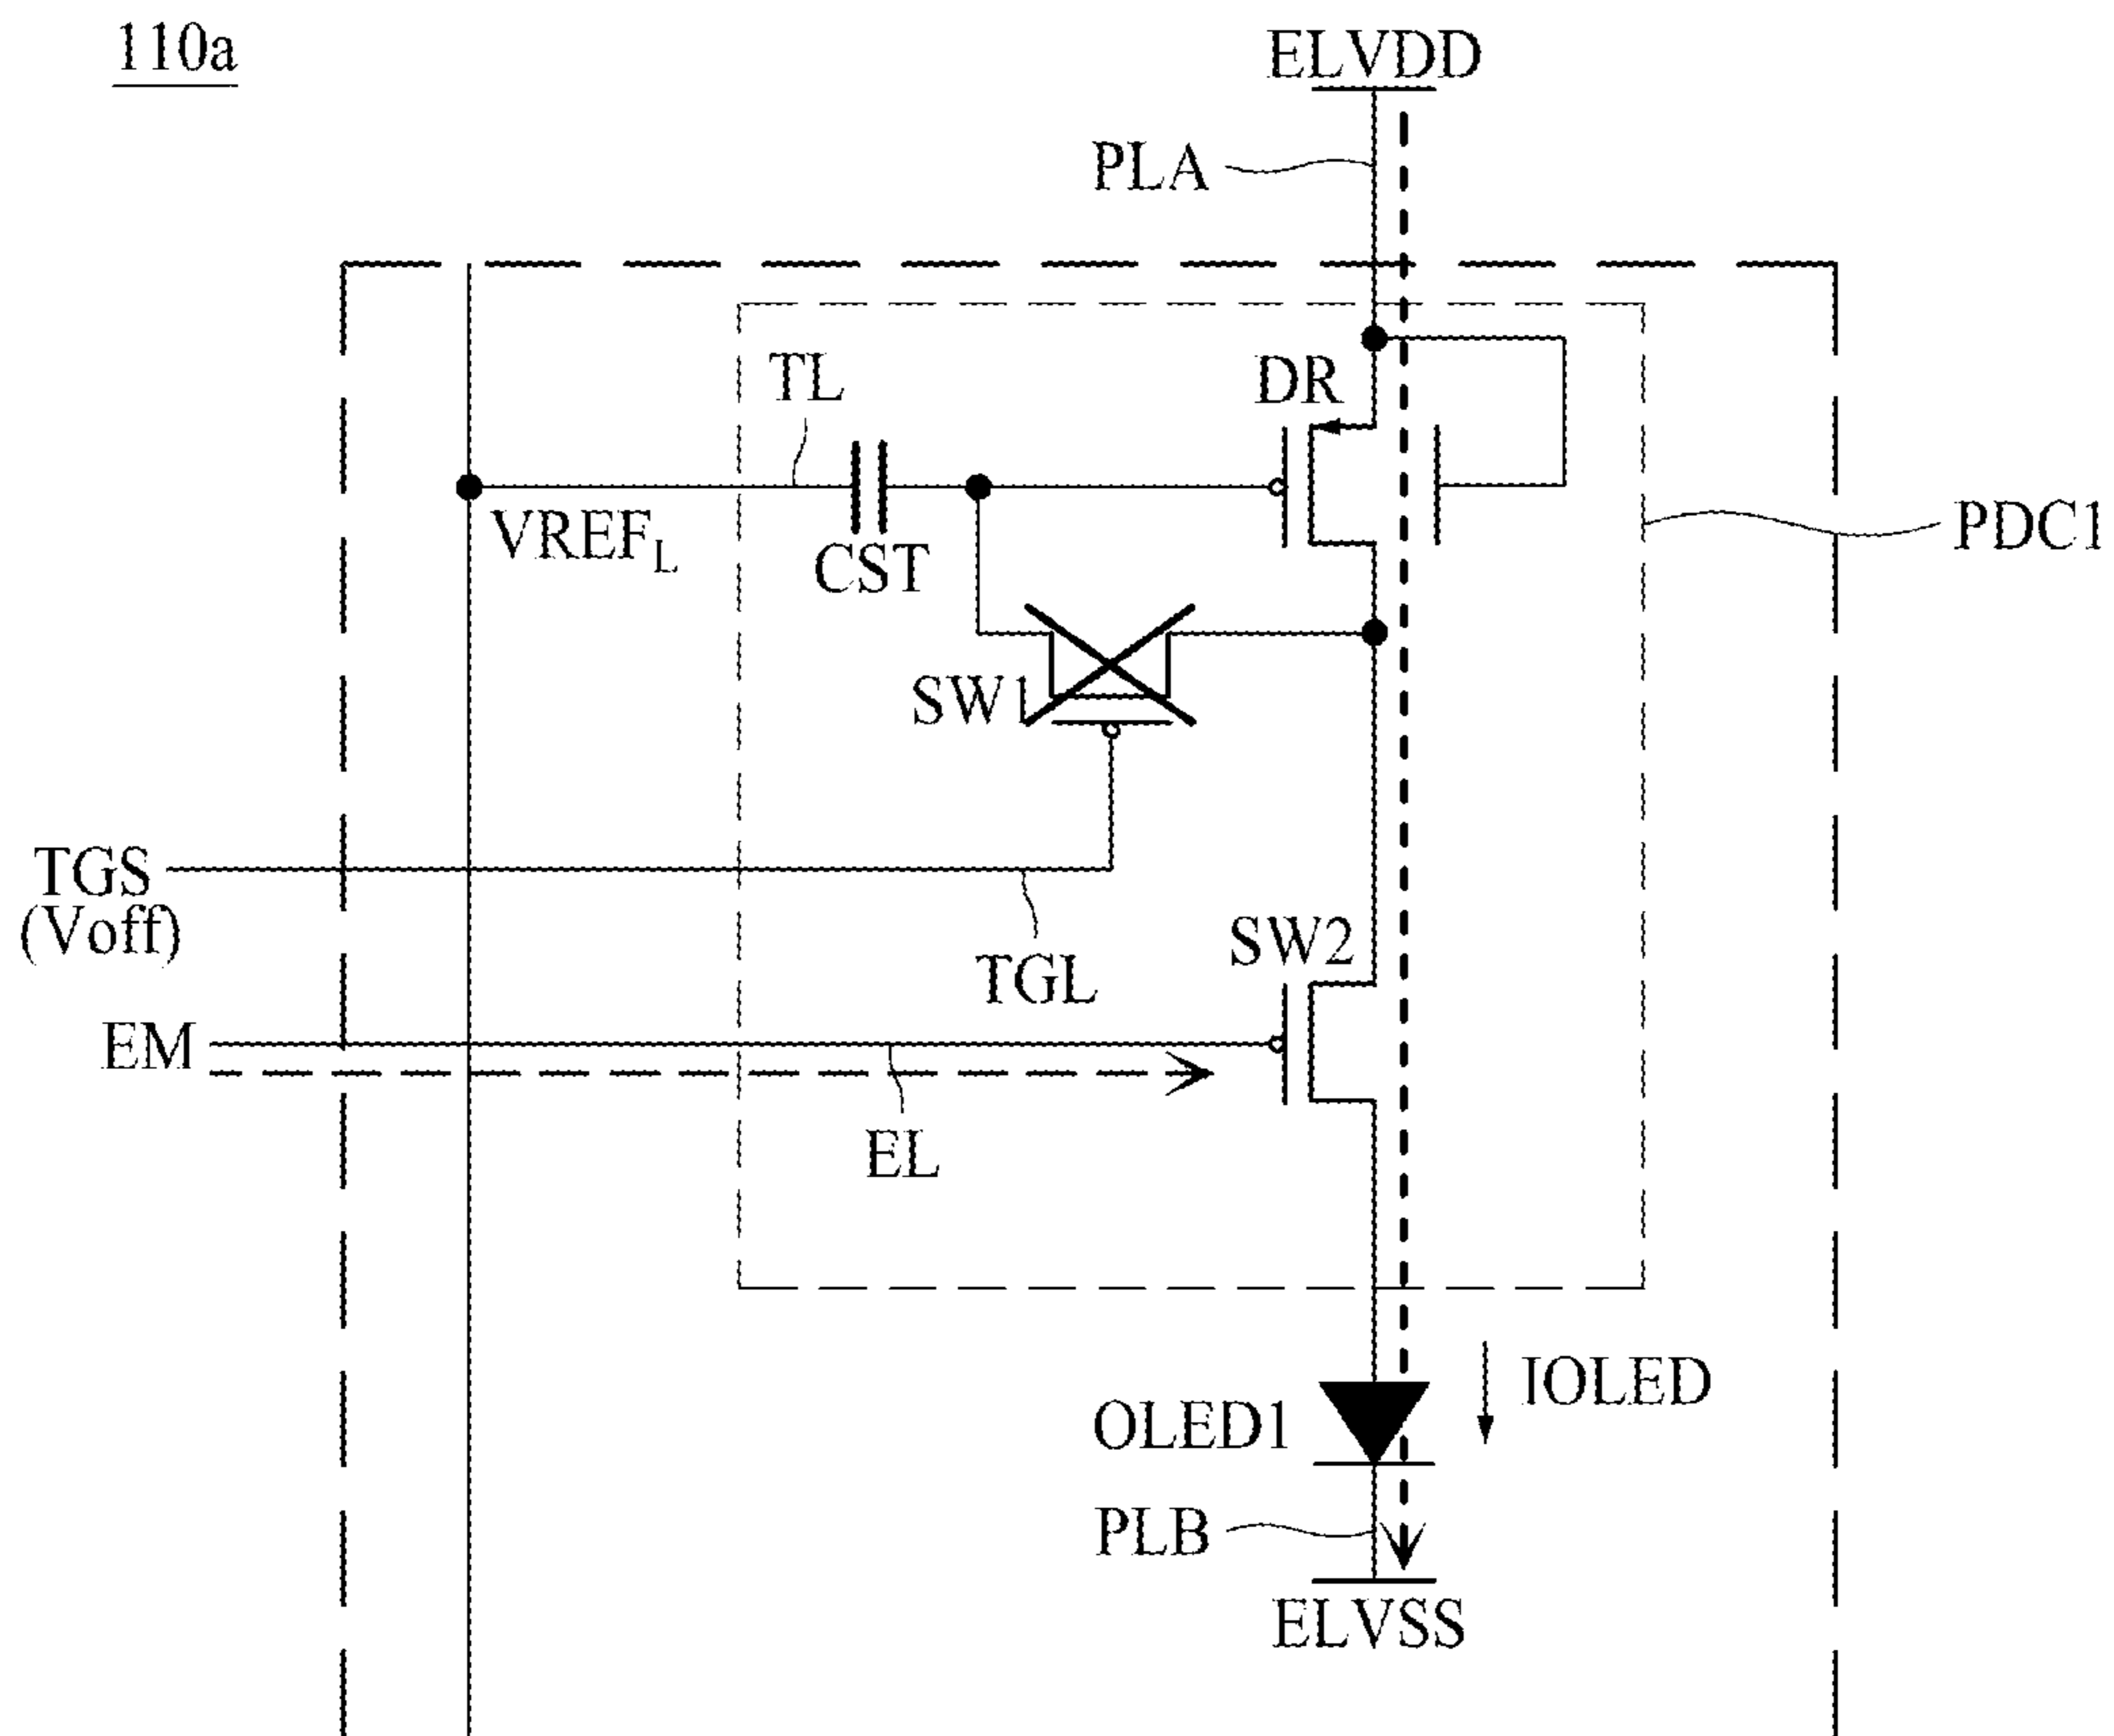 110a
ELVDD
PLA
TL
DR
VREFL
CST
PDC1
SW1
TGS
(Voff)
TGL
SW2
EM
EL
IOLED
OLED1
PLB
ELVSS